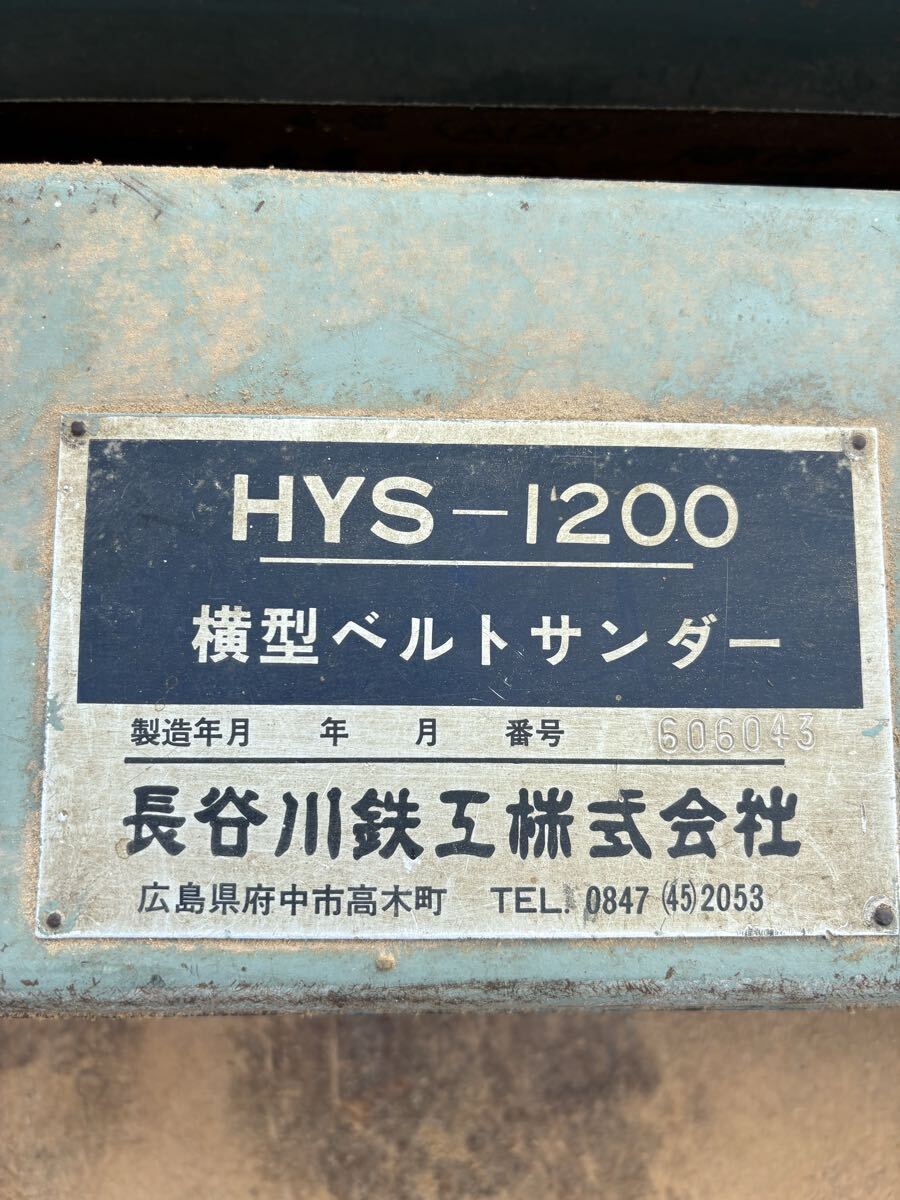 HYS-1200
横型ベルトサンダー
製造年月 年 月 番号 606043
長谷川鉄工株式会社
広島県府中市高木町 TEL. 0847 (45)2053